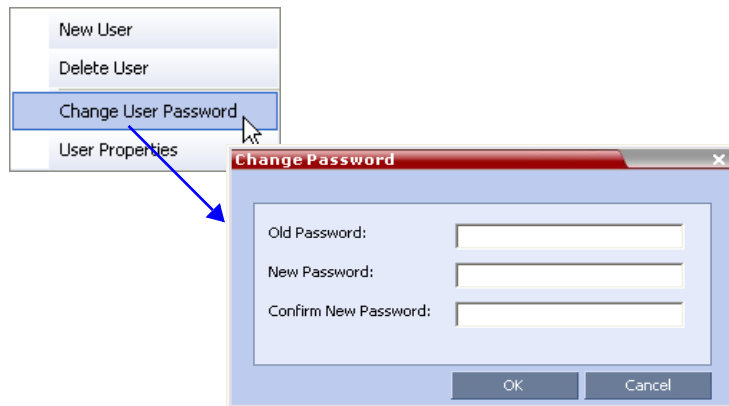 New User
Delete User
Change User Password
User Properties
Change Password
Old Password:
New Password:
Confirm New Password:
OK
Cancel